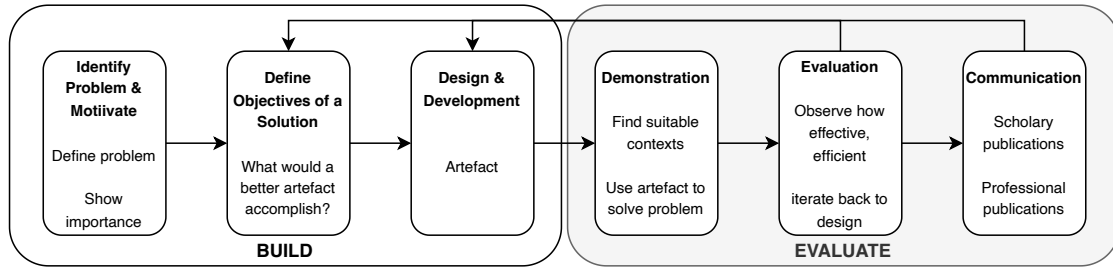 Identify
Problem &
Motiivate
Define problem
Show
importance
Define
Objectives of a
Solution
What would a
better artefact
accomplish?
Design &
Development
Artefact
BUILD
Demonstration
Find suitable
contexts
Use artefact to
solve problem
Evaluation
Observe how
effective,
efficient
iterate back to
design
Communication
Scholary
publications
Professional
publications
EVALUATE